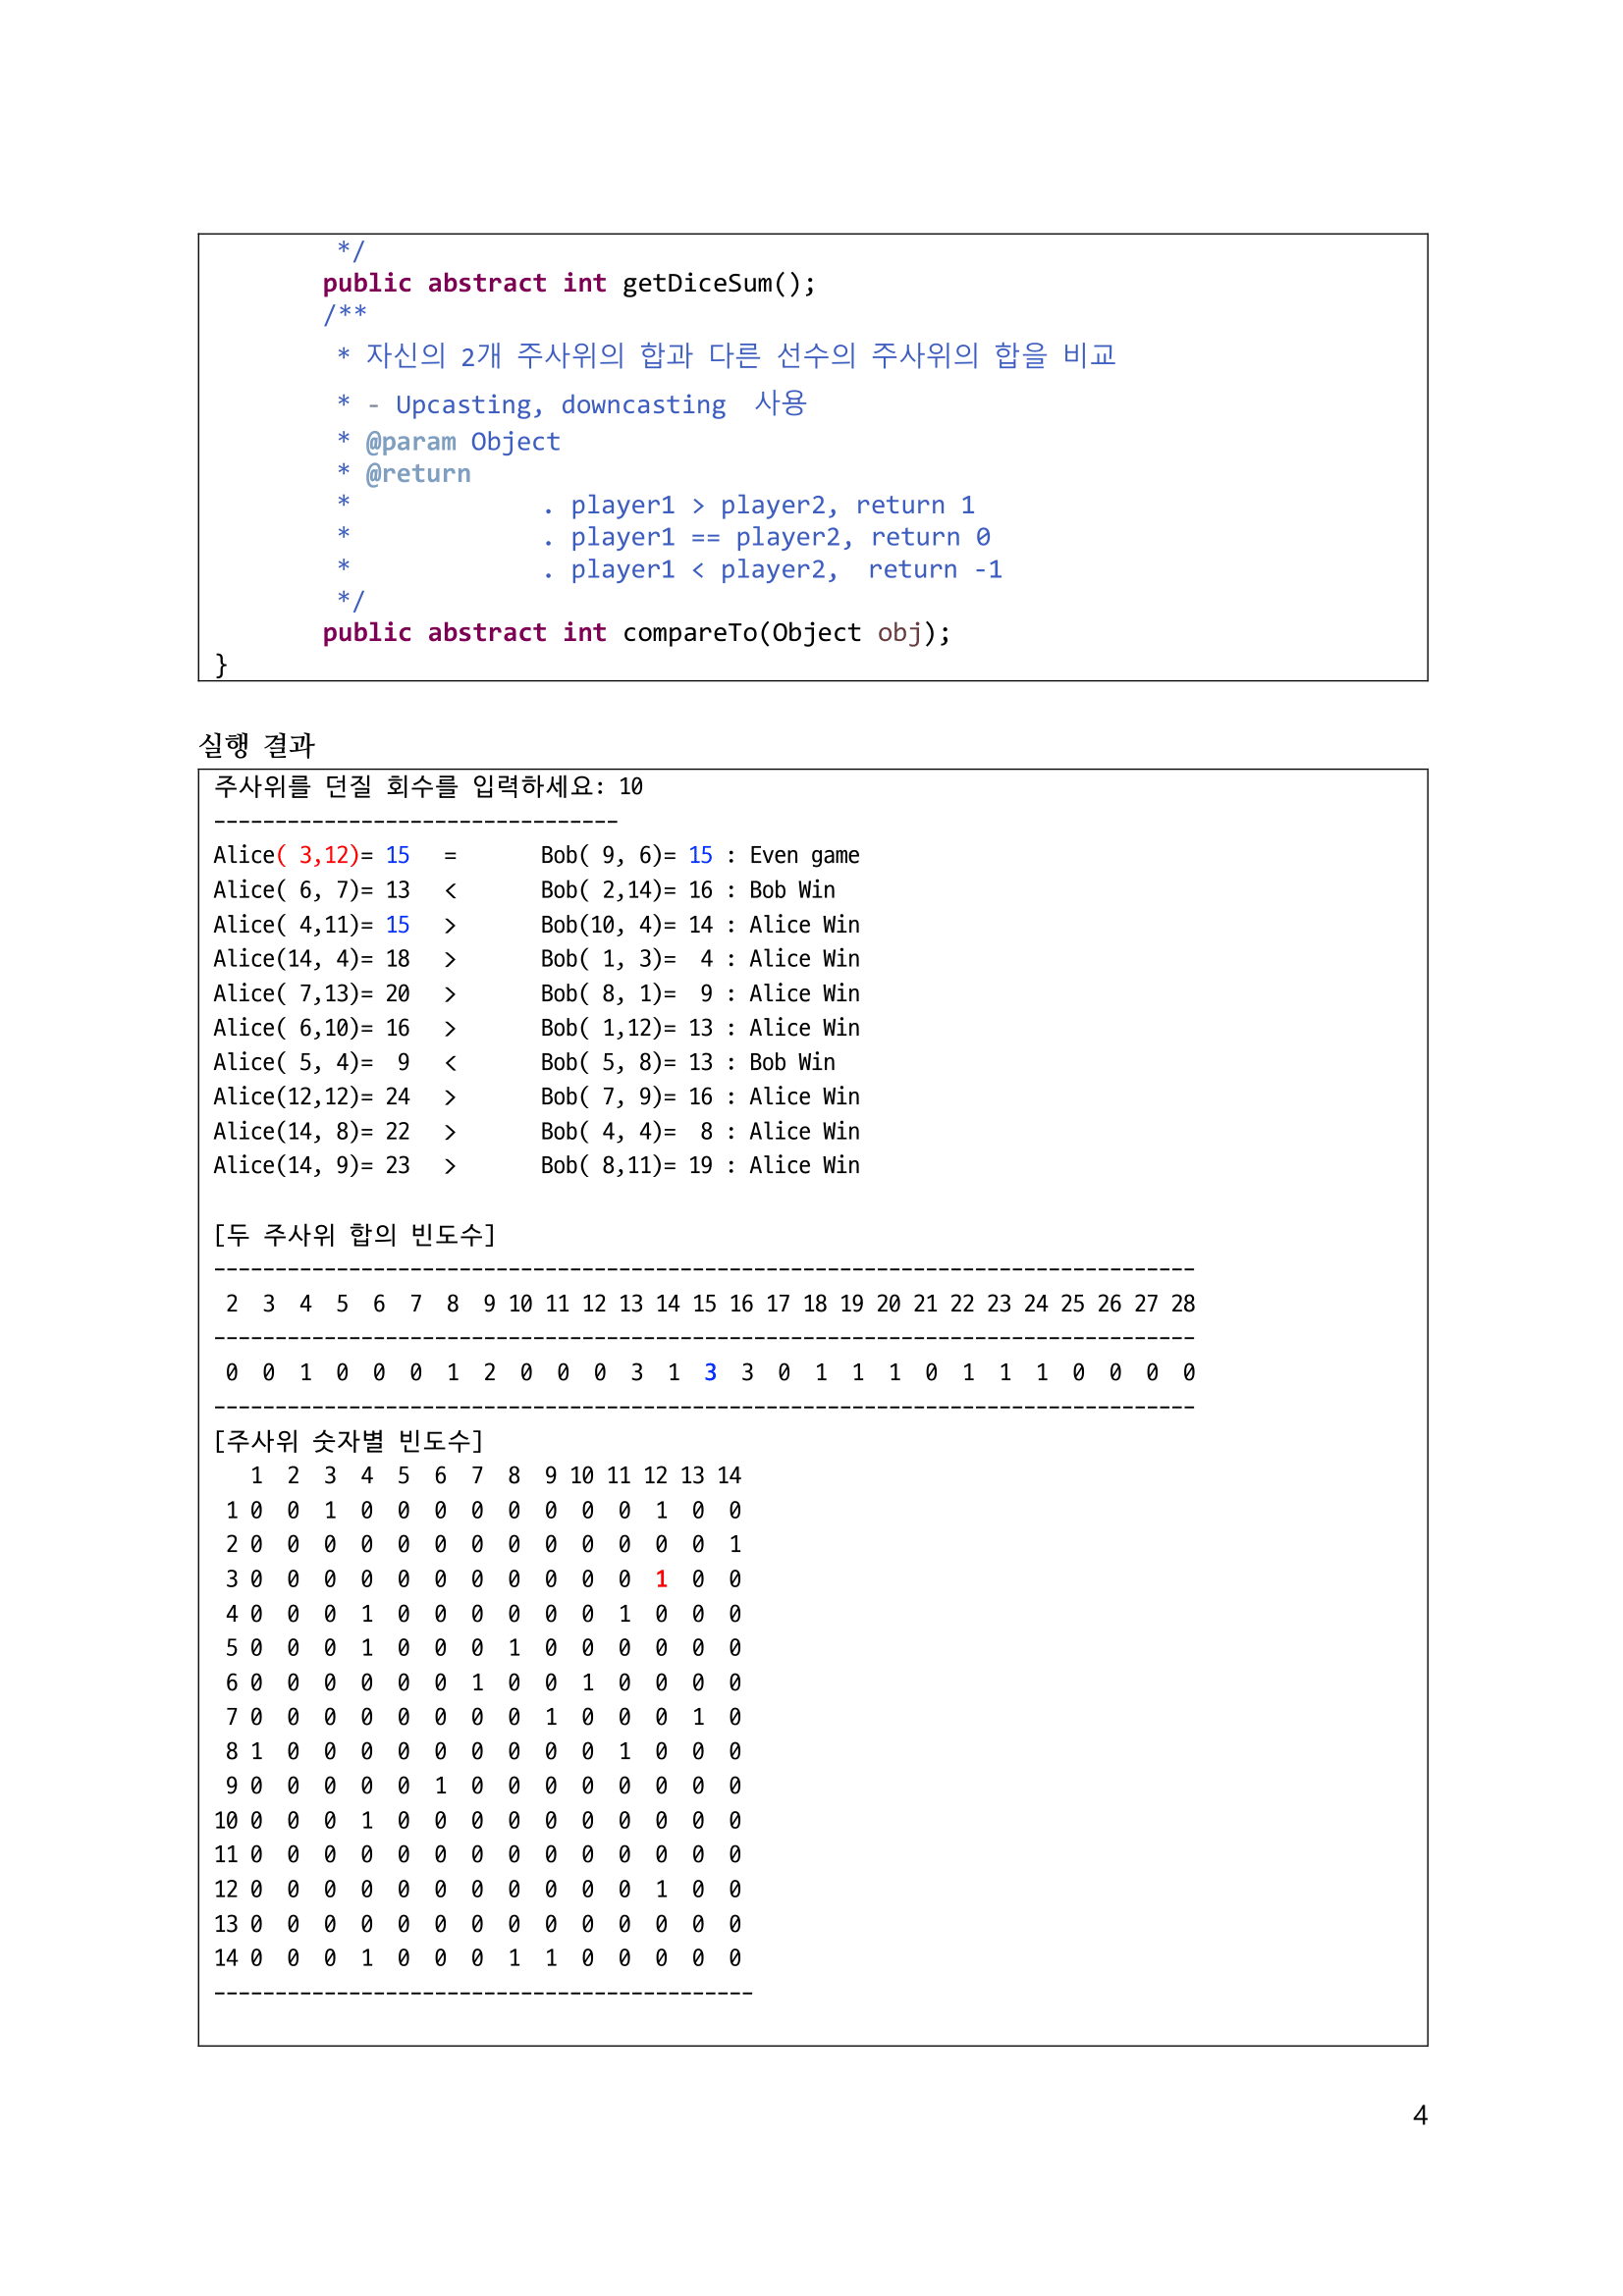 */
public abstract int getDiceSum();
/**
* 자신의 2개 주사위의 합과 다른 선수의 주사위의 합을 비교
* - Upcasting, downcasting 사용
* @param Object
* @return
* . player1 > player2, return 1
* . player1 == player2, return 0
* . player1 < player2, return -1
*/
public abstract int compareTo(Object obj);
}
실행 결과
주사위를 던질 회수를 입력하세요: 10
---------------------------------
Alice( 3,12)= 15 = Bob( 9, 6)= 15 : Even game
Alice( 6, 7)= 13 < Bob( 2,14)= 16 : Bob Win
Alice( 4,11)= 15 > Bob(10, 4)= 14 : Alice Win
Alice(14, 4)= 18 > Bob( 1, 3)= 4 : Alice Win
Alice( 7,13)= 20 > Bob( 8, 1)= 9 : Alice Win
Alice( 6,10)= 16 > Bob( 1,12)= 13 : Alice Win
Alice( 5, 4)= 9 < Bob( 5, 8)= 13 : Bob Win
Alice(12,12)= 24 > Bob( 7, 9)= 16 : Alice Win
Alice(14, 8)= 22 > Bob( 4, 4)= 8 : Alice Win
Alice(14, 9)= 23 > Bob( 8,11)= 19 : Alice Win
[두 주사위 합의 빈도수]
--------------------------------------------------------------------------------
2 3 4 5 6 7 8 9 10 11 12 13 14 15 16 17 18 19 20 21 22 23 24 25 26 27 28
--------------------------------------------------------------------------------
0 0 1 0 0 0 1 2 0 0 0 3 1 3 3 0 1 1 1 0 1 1 1 0 0 0 0
--------------------------------------------------------------------------------
[주사위 숫자별 빈도수]
1 2 3 4 5 6 7 8 9 10 11 12 13 14
1 0 0 1 0 0 0 0 0 0 0 0 1 0 0
2 0 0 0 0 0 0 0 0 0 0 0 0 0 1
3 0 0 0 0 0 0 0 0 0 0 0 1 0 0
4 0 0 0 1 0 0 0 0 0 0 1 0 0 0
5 0 0 0 1 0 0 0 1 0 0 0 0 0 0
6 0 0 0 0 0 0 1 0 0 1 0 0 0 0
7 0 0 0 0 0 0 0 0 1 0 0 0 1 0
8 1 0 0 0 0 0 0 0 0 0 1 0 0 0
9 0 0 0 0 0 1 0 0 0 0 0 0 0 0
10 0 0 0 1 0 0 0 0 0 0 0 0 0 0
11 0 0 0 0 0 0 0 0 0 0 0 0 0 0
12 0 0 0 0 0 0 0 0 0 0 0 1 0 0
13 0 0 0 0 0 0 0 0 0 0 0 0 0 0
14 0 0 0 1 0 0 0 1 1 0 0 0 0 0
--------------------------------------------
4